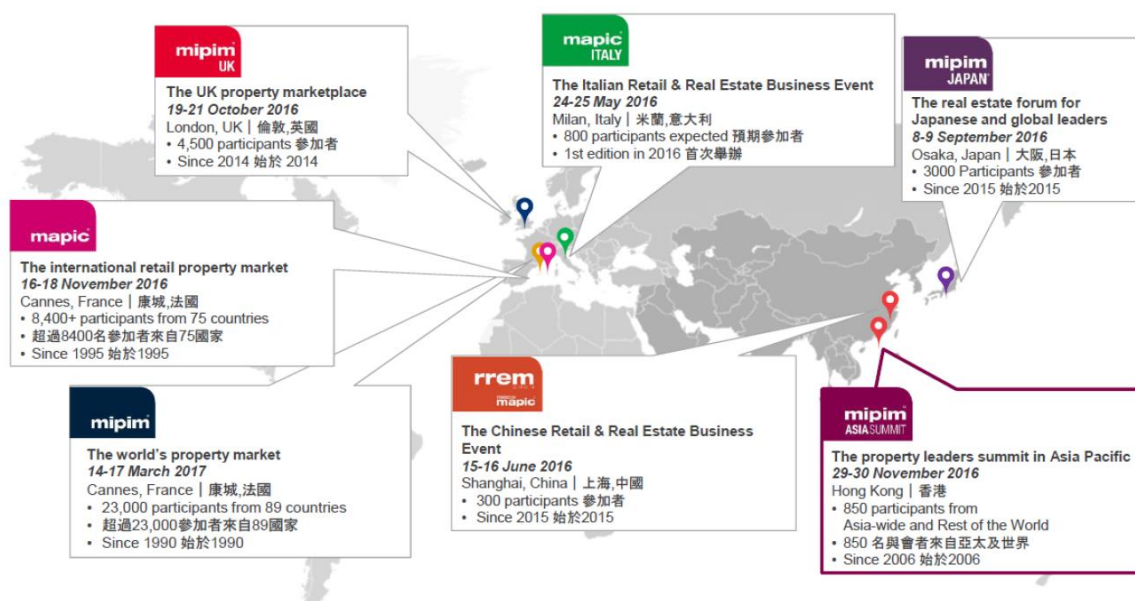 mipim®
UK
The UK property marketplace
19-21 October 2016
London, UK | 倫敦,英國
• 4,500 participants 參加者
• Since 2014 始於 2014
mapic®
ITALY
The Italian Retail & Real Estate Business Event
24-25 May 2016
Milan, Italy | 米蘭,意大利
• 800 participants expected 預期參加者
• 1st edition in 2016 首次舉辦
mipim®
JAPAN
The real estate forum for
Japanese and global leaders
8-9 September 2016
Osaka, Japan | 大阪,日本
• 3000 Participants 參加者
• Since 2015 始於2015
mapic®
The international retail property market
16-18 November 2016
Cannes, France | 康城,法國
• 8,400+ participants from 75 countries
• 超過8400名參加者來自75國家
• Since 1995 始於1995
mipim®
The world's property market
14-17 March 2017
Cannes, France | 康城,法國
• 23,000 participants from 89 countries
• 超過23,000參加者來自89國家
• Since 1990 始於1990
rrem
mapic
The Chinese Retail & Real Estate Business
Event
15-16 June 2016
Shanghai, China | 上海,中國
• 300 participants 參加者
• Since 2015 始於2015
mipim
ASIA SUMMIT
The property leaders summit in Asia Pacific
29-30 November 2016
Hong Kong | 香港
• 850 participants from
Asia-wide and Rest of the World
• 850 名與會者來自亞太及世界
• Since 2006 始於2006